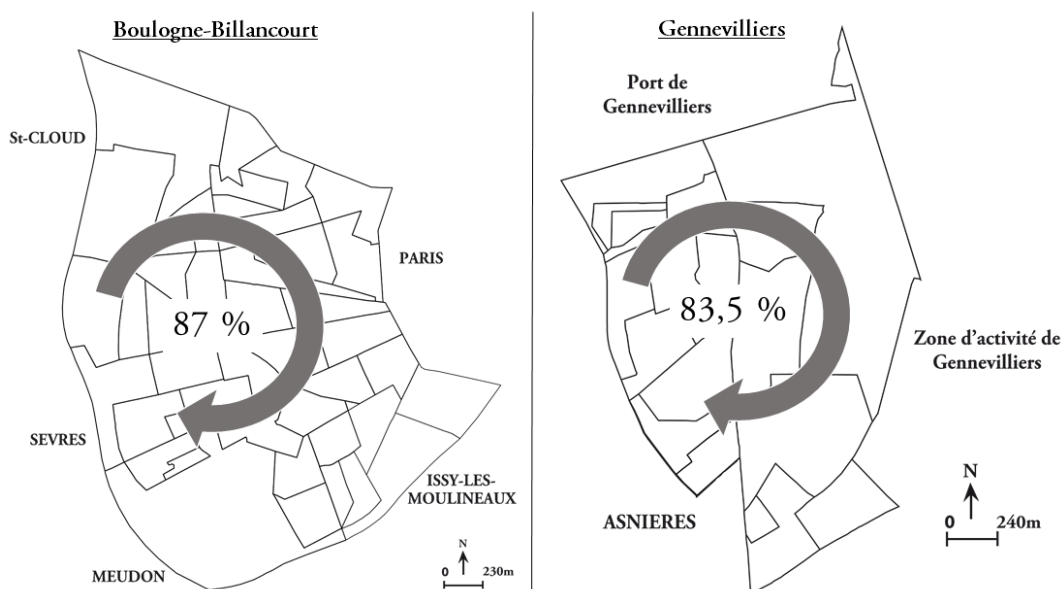 Boulogne-Billancourt
St-CLOUD
PARIS
87 %
SEVRES
ISSY-LES-
MOULINEAUX
MEUDON
N
0 230m
Gennevilliers
Port de
Gennevilliers
83,5 %
Zone d'activité de
Gennevilliers
ASNIERES
N
0 240m